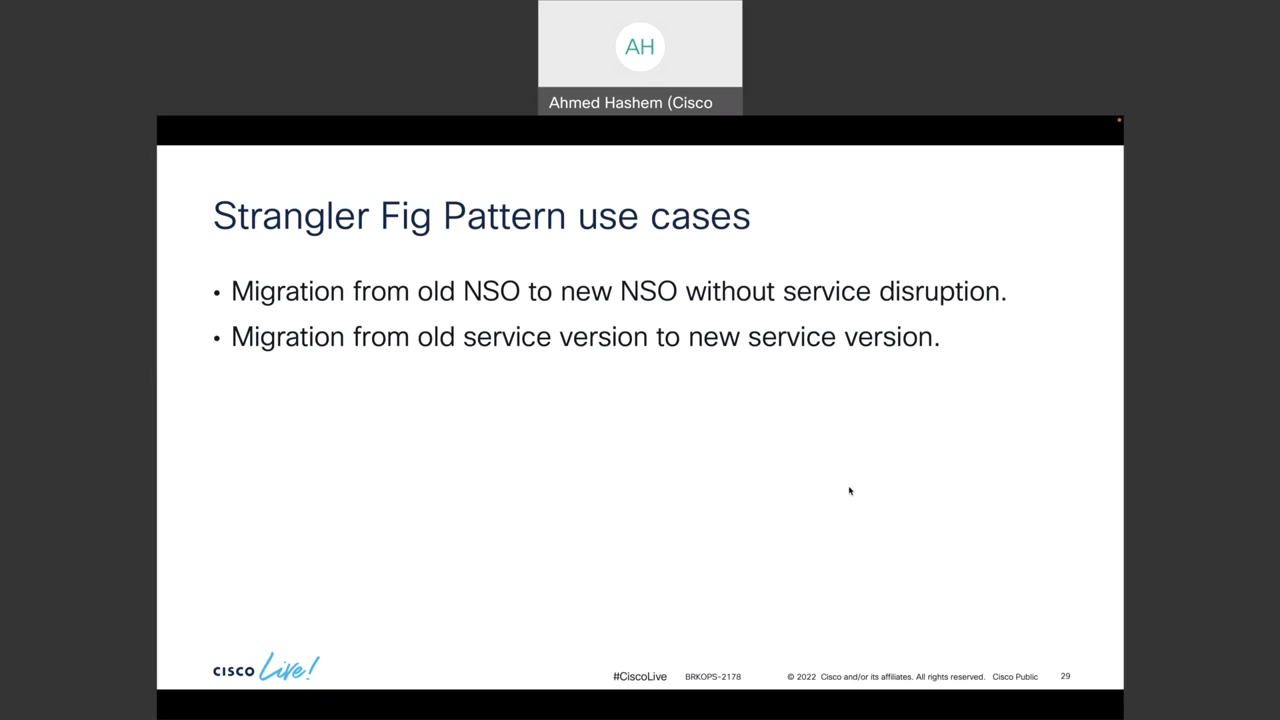 AH
Ahmed Hashem (Cisco
Strangler Fig Pattern use cases
• Migration from old NSO to new NSO without service disruption.
• Migration from old service version to new service version.
CISCO Live!
#CiscoLive BRKOPS-2178 © 2022 Cisco and/or its affiliates. All rights reserved. Cisco Public 29